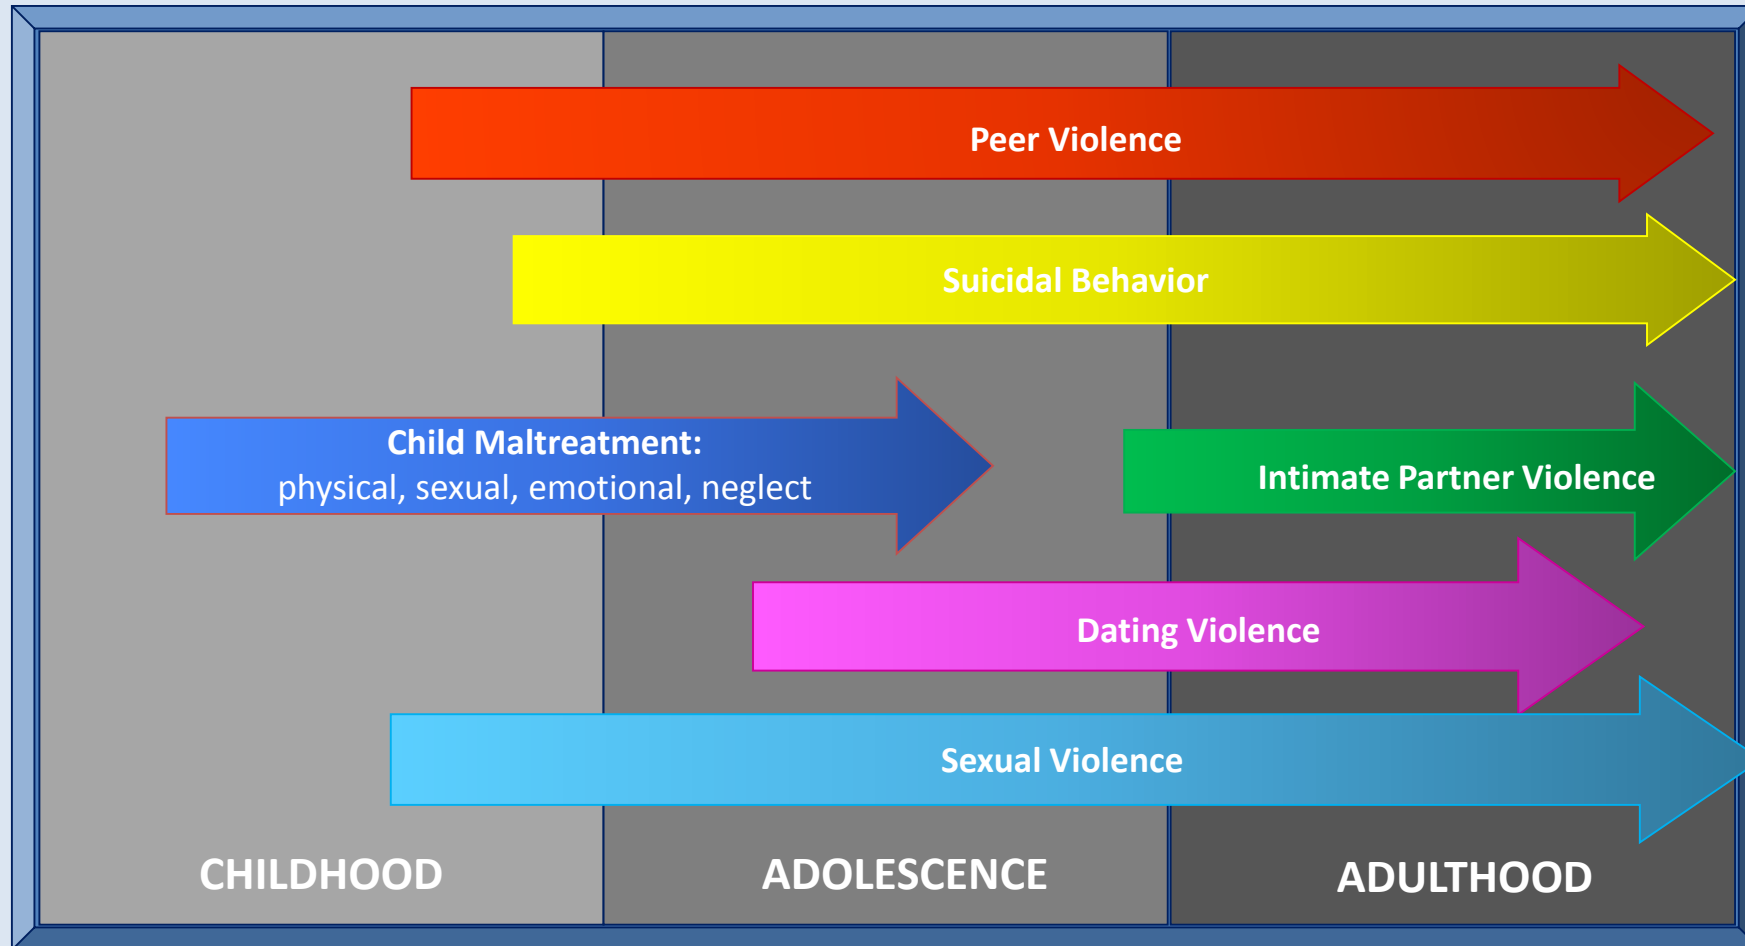 Peer Violence
Suicidal Behavior
Child Maltreatment:
physical, sexual, emotional, neglect
Intimate Partner Violence
Dating Violence
Sexual Violence
CHILDHOOD
ADOLESCENCE
ADULTHOOD